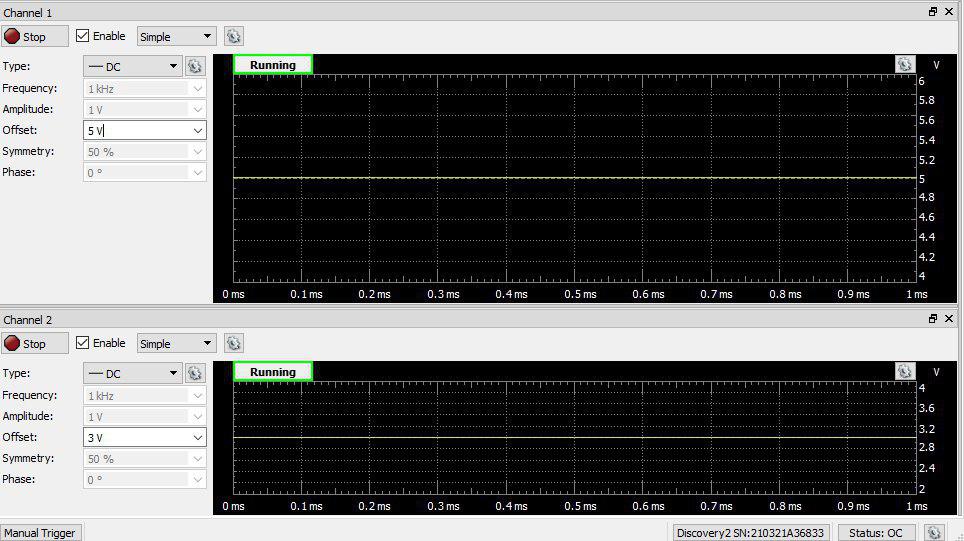 Channel 1
Stop Enable Simple
Type: DC Running V
Frequency: 1 kHz
Amplitude: 1 V
Offset: 5 V
Symmetry: 50 %
Phase: 0 °
6
5.8
5.6
5.4
5.2
5
4.8
4.6
4.4
4.2
4
0 ms 0.1 ms 0.2 ms 0.3 ms 0.4 ms 0.5 ms 0.6 ms 0.7 ms 0.8 ms 0.9 ms 1 ms
Channel 2
Stop Enable Simple
Type: DC Running V
Frequency: 1 kHz
Amplitude: 1 V
Offset: 3 V
Symmetry: 50 %
Phase: 0 °
4
3.6
3.2
2.8
2.4
2
0 ms 0.1 ms 0.2 ms 0.3 ms 0.4 ms 0.5 ms 0.6 ms 0.7 ms 0.8 ms 0.9 ms 1 ms
Manual Trigger Discovery2 SN:210321A36833 Status: OC